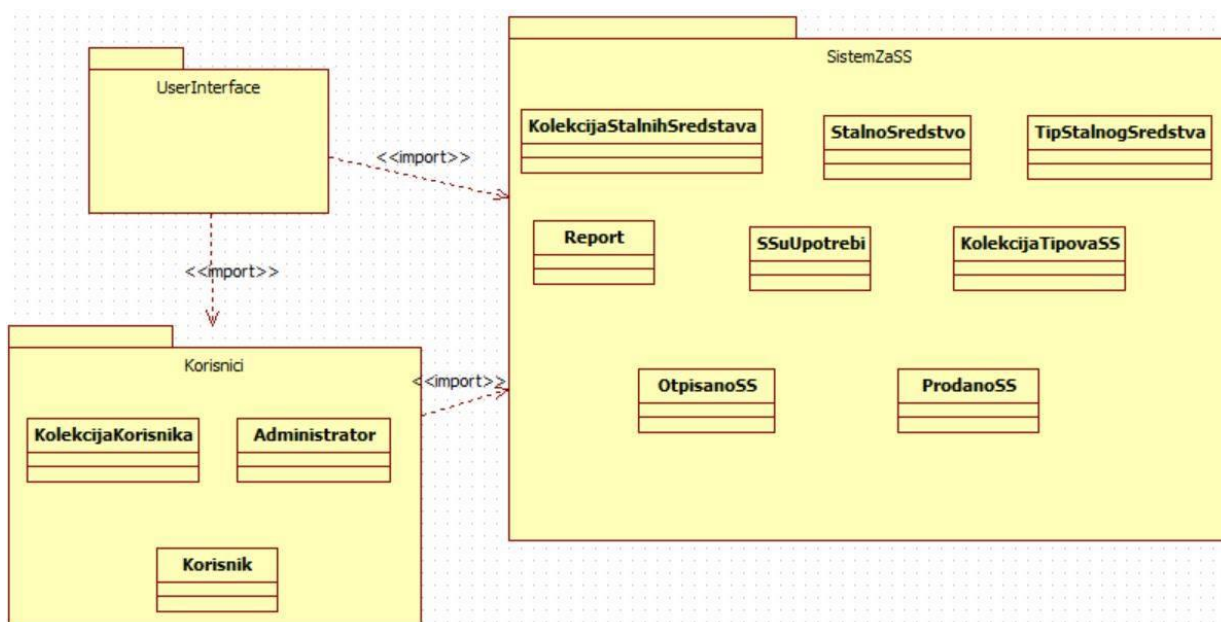 UserInterface
<<import>>
<<import>>
Korisnici
KolekcijaKorisnika
Administrator
Korisnik
<<import>>
SistemZaSS
KolekcijaStalnihSredstava
StalnoSredstvo
TipStalnogSredstva
Report
SSuUpotrebi
KolekcijaTipovaSS
OtpisanoSS
ProdanoSS